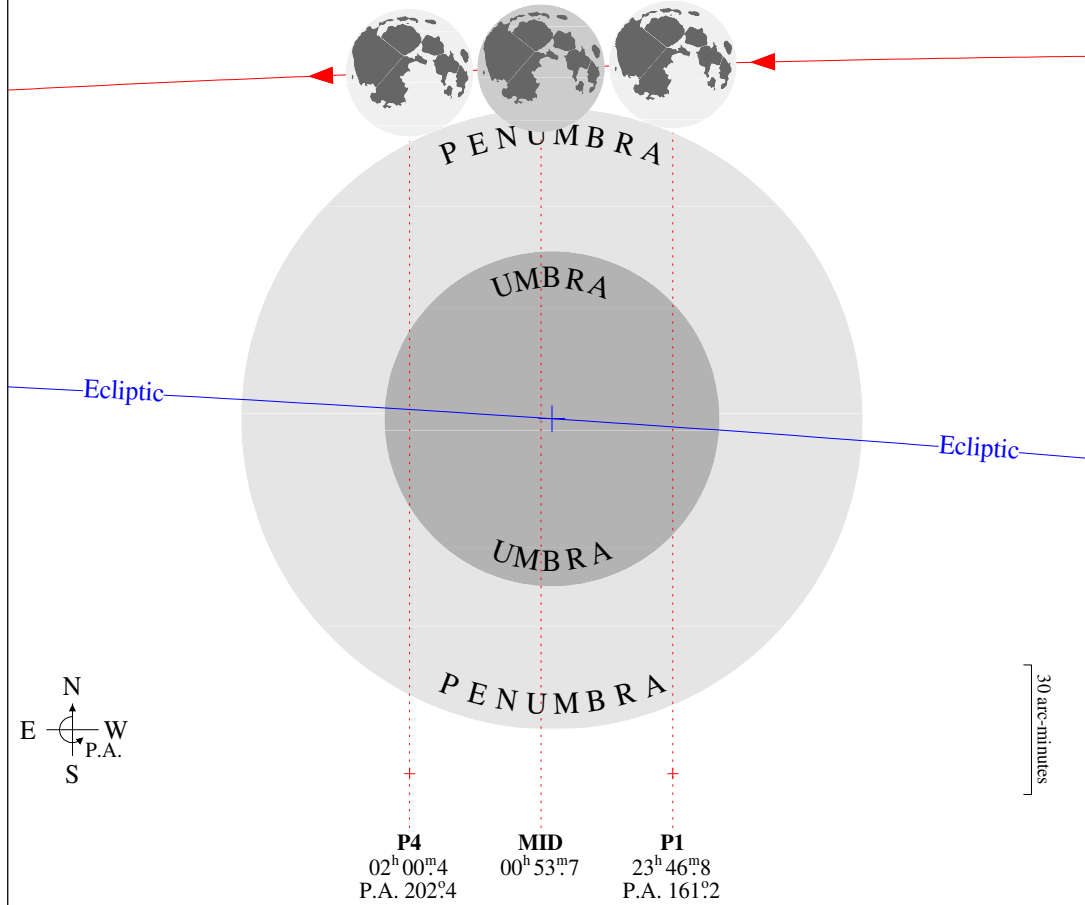 PENUMBRA
UMBRA
Ecliptic
Ecliptic
UMBRA
PENUMBRA
30 arc-minutes
N
E W
P.A.
S
P4 MID P1
02ʰ 00ᵐ.4 00ʰ 53ᵐ.7 23ʰ 46ᵐ.8
P.A. 202°.4 P.A. 161°.2